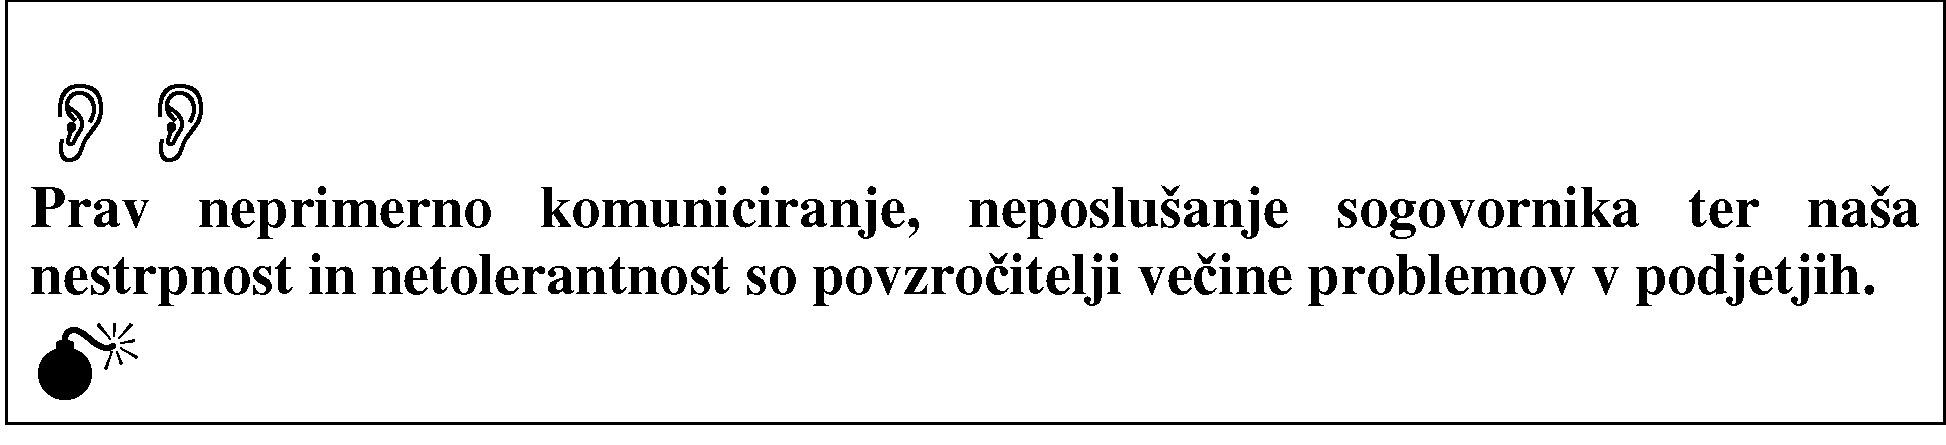 Prav neprimerno komuniciranje, neposlušanje sogovornika ter naša
nestrpnost in netolerantnost so povzročitelji večine problemov v podjetjih.